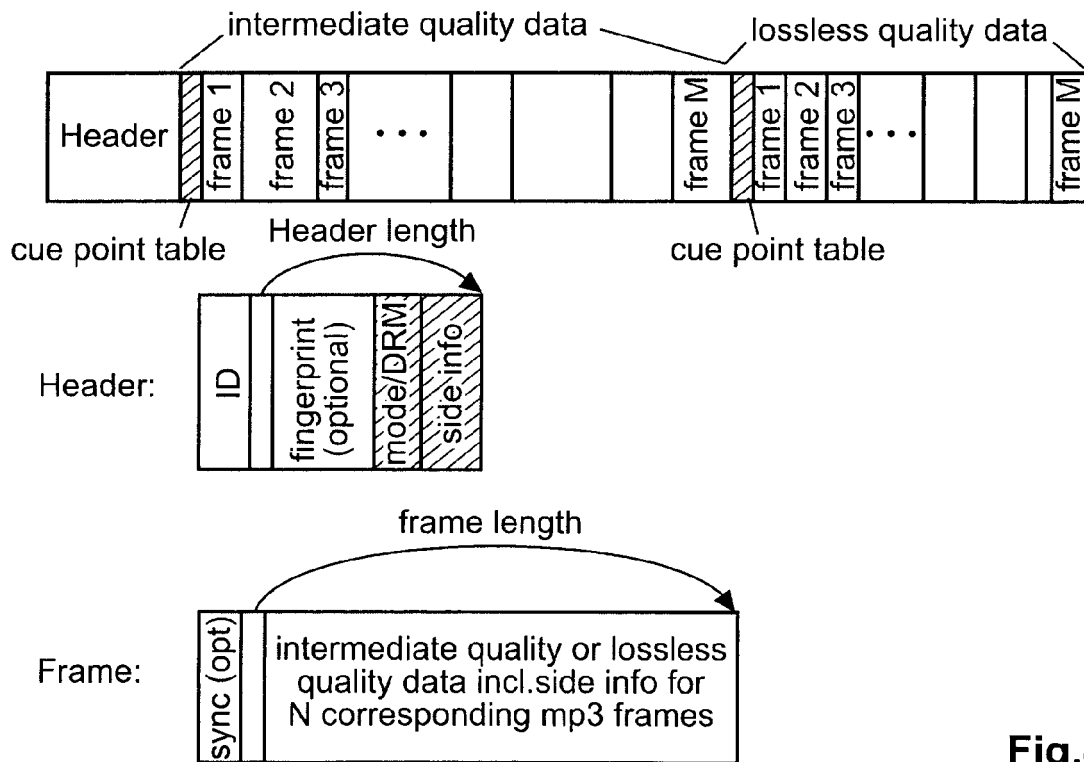 intermediate quality data
lossless quality data
Header
frame 1
frame 2
frame 3
...
frame M
frame 1
frame 2
frame 3
...
frame M
cue point table
Header length
cue point table
Header:
ID
fingerprint
(optional)
mode/DRM
side info
frame length
Frame:
sync (opt)
intermediate quality or lossless
quality data incl.side info for
N corresponding mp3 frames
Fig.